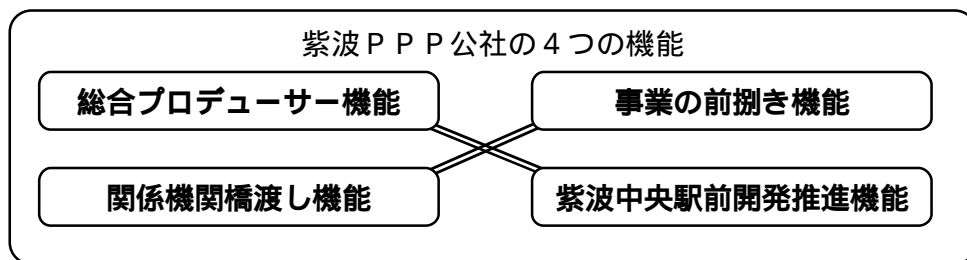 紫波ＰＰＰ公社の４つの機能
総合プロデューサー機能
事業の前捌き機能
関係機関橋渡し機能
紫波中央駅前開発推進機能